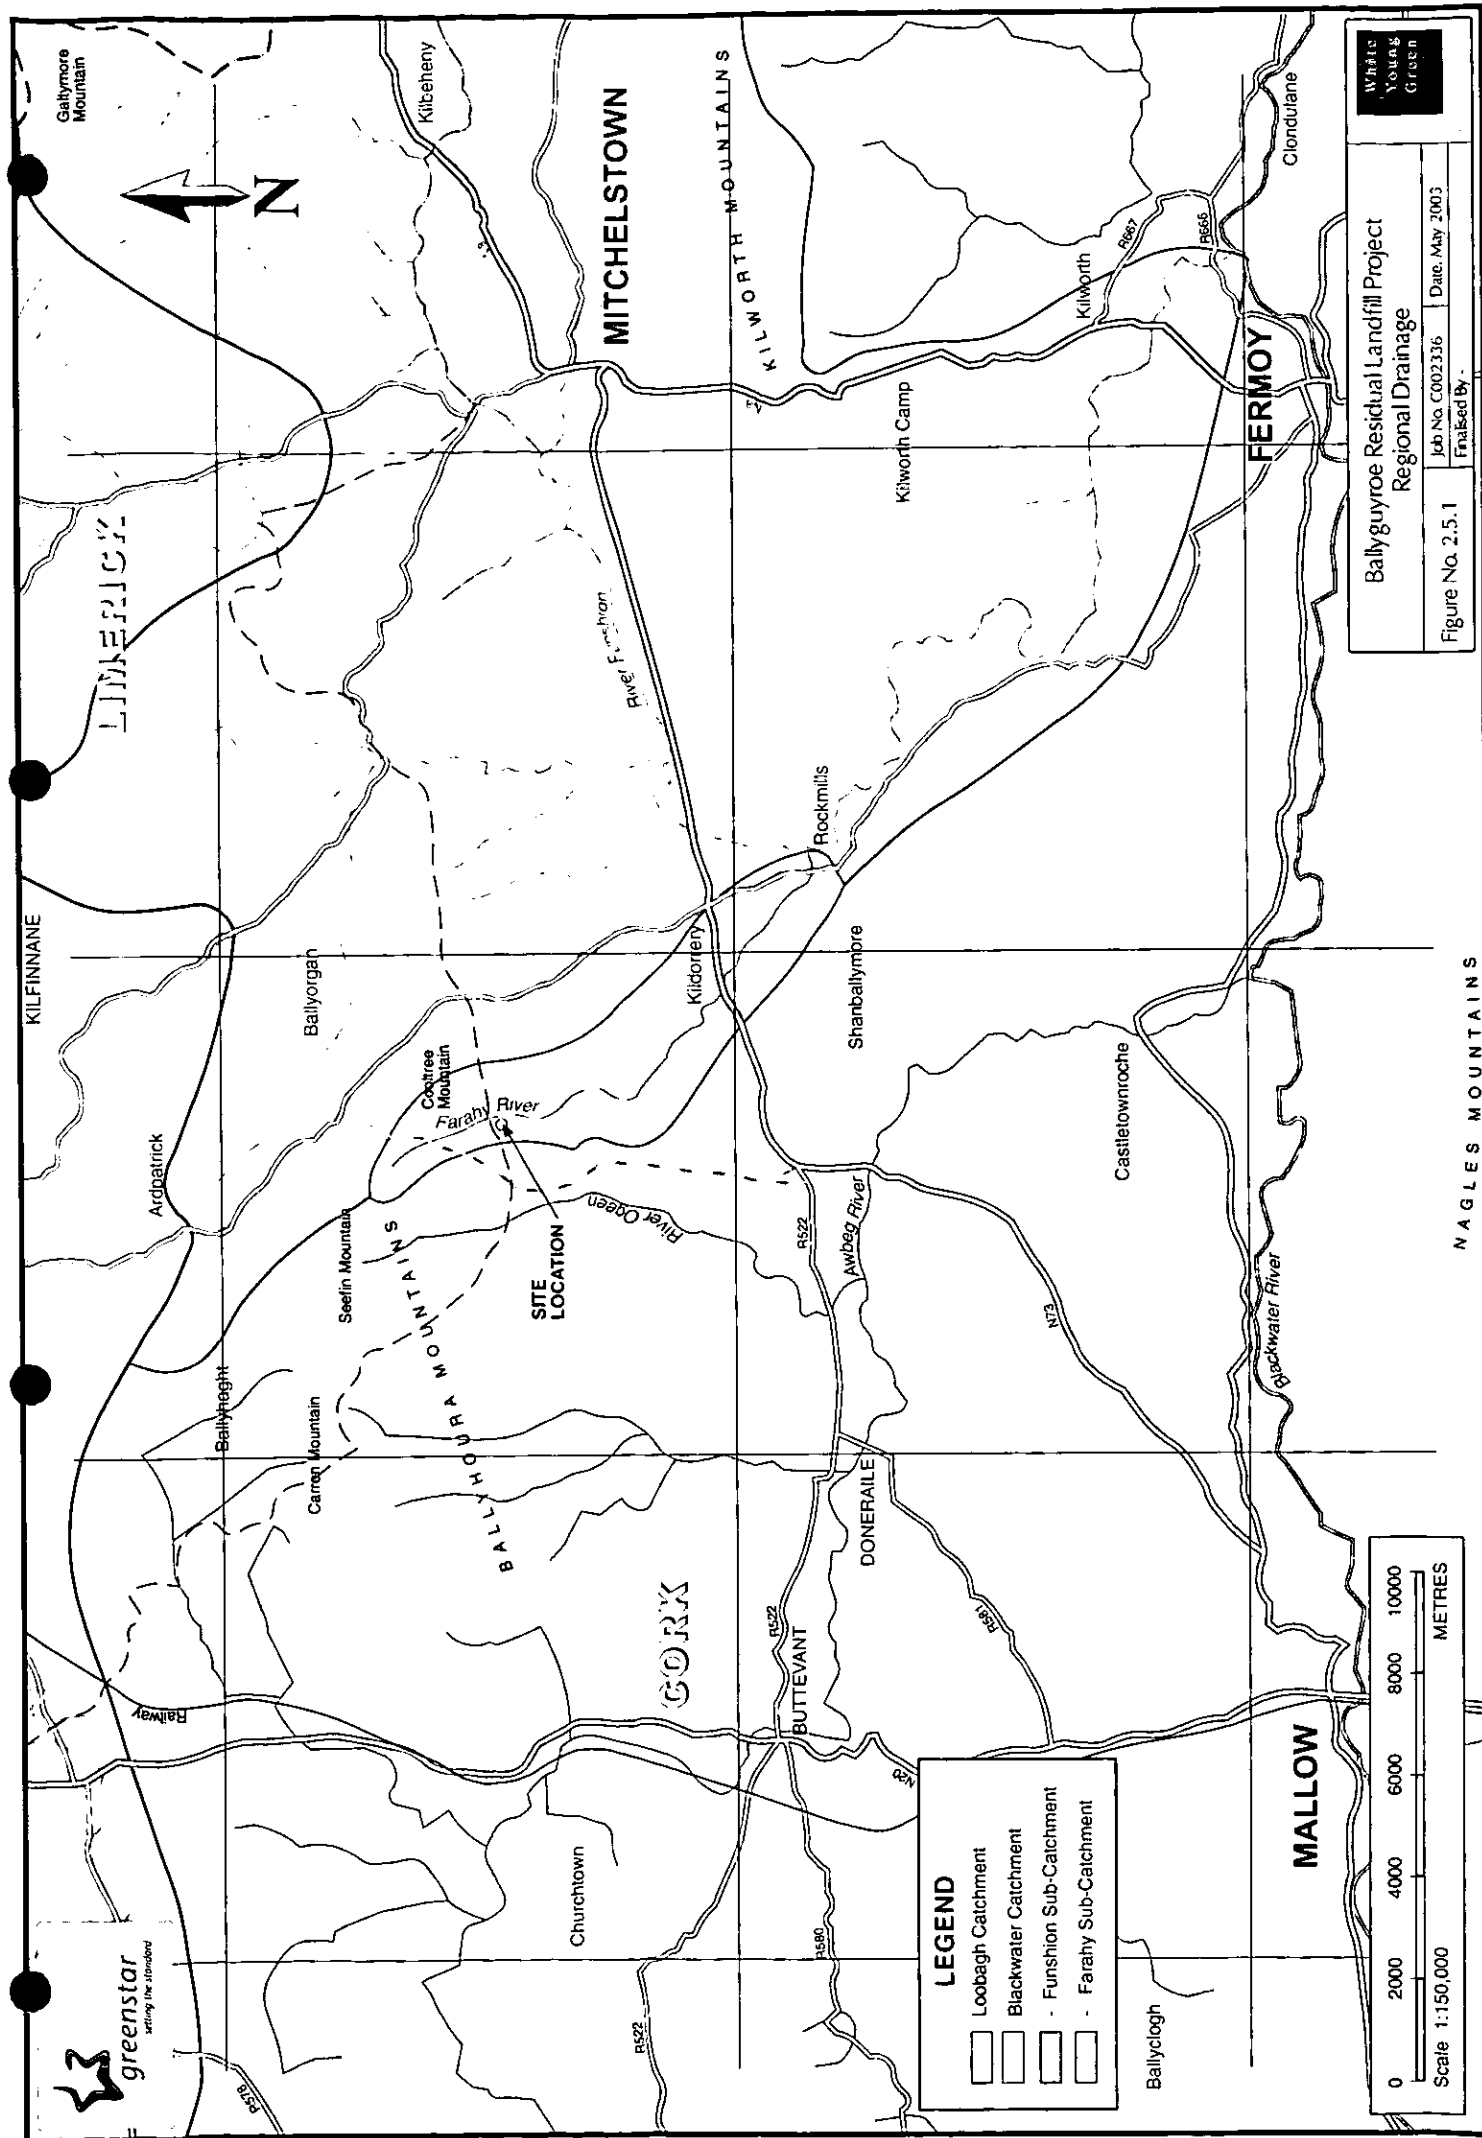 greenstar
setting the standard
LIMERICK
KILFINNANE
Galtymore
Mountain
N
Kilbeheny
MITCHELSTOWN
KILWORTH MOUNTAINS
Ardpatrick
Ballyorgan
Ballyhoght
Railway
R578
Carren Mountain
Seefin Mountain
Cooltree
Mountain
Farahy River
BALLYHOURA MOUNTAINS
SITE
LOCATION
River Ogeen
River Funshion
CORK
Churchtown
R522
R522
R522
BUTTEVANT
R580
N20
DONERAILE
Awbeg River
Kildorrery
Rockmills
Shanballymore
Kilworth Camp
Kilworth
R667
R666
Clondulane
FERMOY
R581
N73
Castletownroche
Blackwater River
NAGLES MOUNTAINS
MALLOW
Ballyclogh
LEGEND
Loobagh Catchment
Blackwater Catchment
- Funshion Sub-Catchment
- Farahy Sub-Catchment
0 2000 4000 6000 8000 10000
Scale 1:150,000 METRES
Ballyguyroe Residual Landfill Project
Regional Drainage
Figure No. 2.5.1
Job No. C002336
Date. May 2003
Finalised By -
White
Young
Green